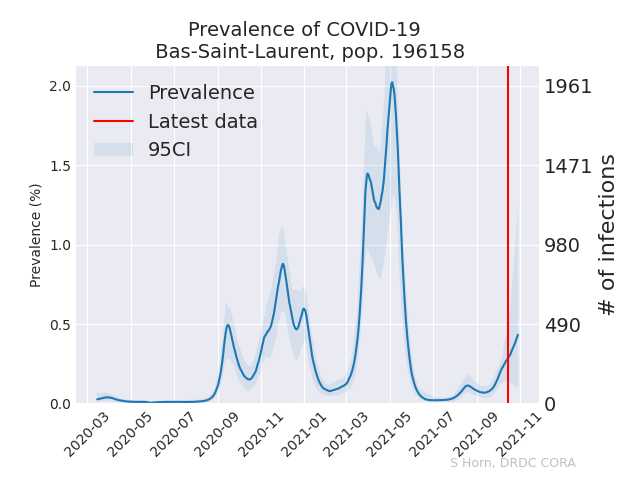 Prevalence of COVID-19
Bas-Saint-Laurent, pop. 196158
Prevalence
Latest data
95CI
Prevalence (%)
2.0
1.5
1.0
0.5
0.0
1961
1471
980
490
0
# of infections
2020-03
2020-05
2020-07
2020-09
2020-11
2021-01
2021-03
2021-05
2021-07
2021-09
2021-11
S Horn, DRDC CORA